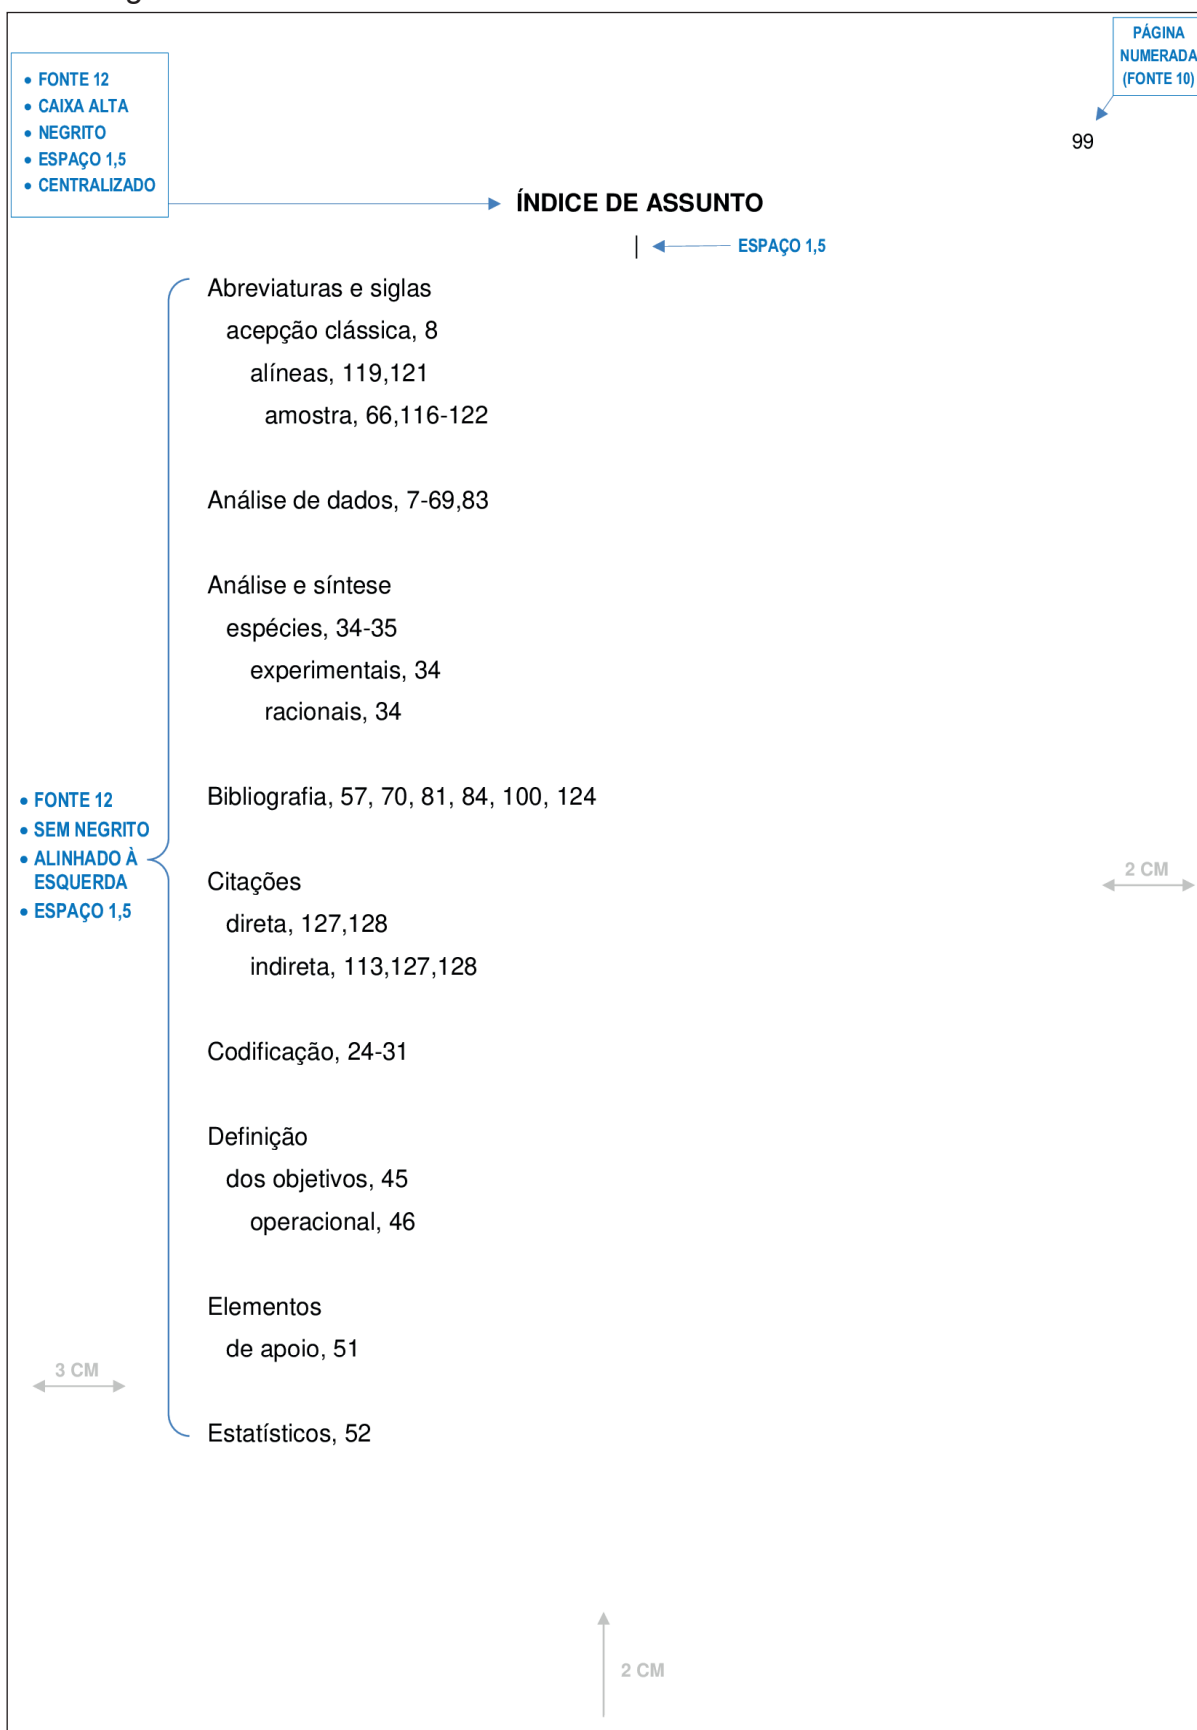 PÁGINA
NUMERADA
(FONTE 10)
• FONTE 12
• CAIXA ALTA
• NEGRITO
• ESPAÇO 1,5
• CENTRALIZADO
99
ÍNDICE DE ASSUNTO
ESPAÇO 1,5
Abreviaturas e siglas
acepção clássica, 8
alíneas, 119,121
amostra, 66,116-122
Análise de dados, 7-69,83
Análise e síntese
espécies, 34-35
experimentais, 34
racionais, 34
Bibliografia, 57, 70, 81, 84, 100, 124
• FONTE 12
• SEM NEGRITO
• ALINHADO À
ESQUERDA
• ESPAÇO 1,5
2 CM
Citações
direta, 127,128
indireta, 113,127,128
Codificação, 24-31
Definição
dos objetivos, 45
operacional, 46
Elementos
de apoio, 51
3 CM
Estatísticos, 52
2 CM